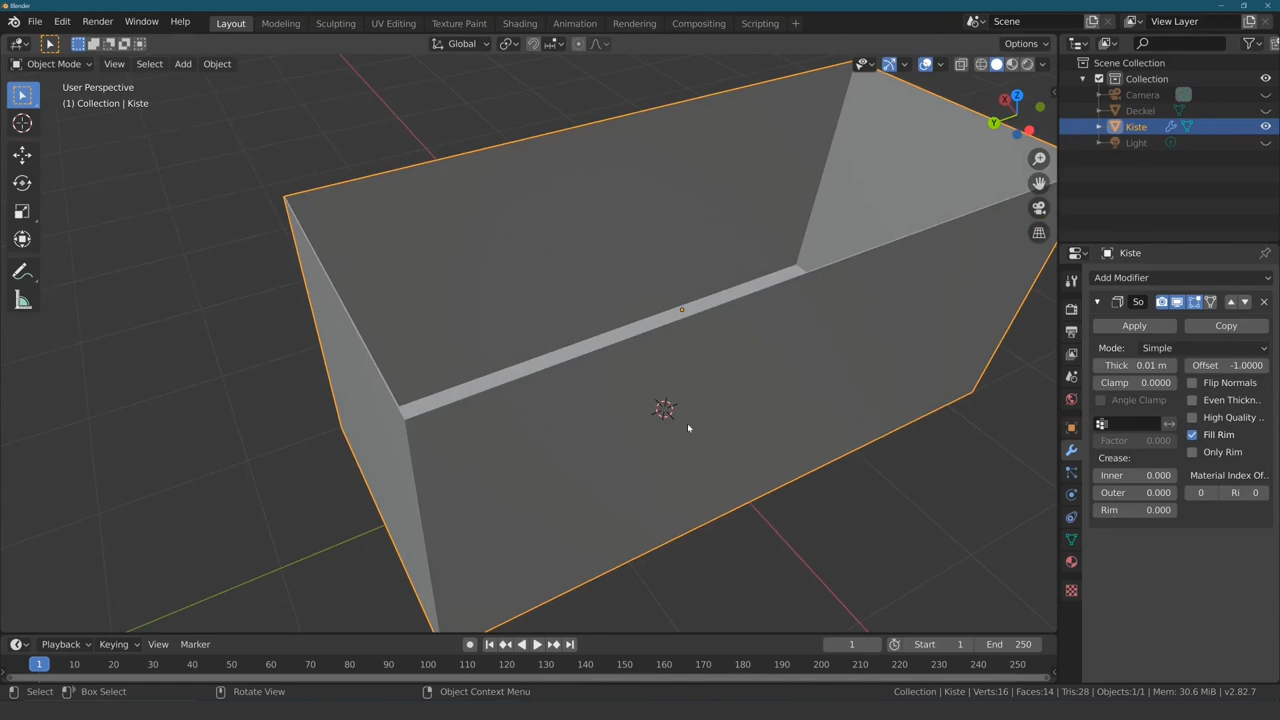 Blender
File Edit Render Window Help Layout Modeling Sculpting UV Editing Texture Paint Shading Animation Rendering Compositing Scripting + Scene View Layer
Global Options
Object Mode View Select Add Object
User Perspective
(1) Collection | Kiste
Z
X
Y
Scene Collection
Collection
Camera
Deckel
Kiste
Light
Kiste
Add Modifier
So
Apply Copy
Mode: Simple
Thick 0.01 m Offset -1.0000
Clamp 0.0000 Flip Normals
Angle Clamp Even Thickn..
High Quality ..
Factor 0.000 Fill Rim
Crease: Only Rim
Inner 0.000 Material Index Of..
Outer 0.000 0 Ri 0
Rim 0.000
Playback Keying View Marker 1 Start 1 End 250
1 10 20 30 40 50 60 70 80 90 100 110 120 130 140 150 160 170 180 190 200 210 220 230 240 250
Select Box Select Rotate View Object Context Menu Collection | Kiste | Verts:16 | Faces:14 | Tris:28 | Objects:1/1 | Mem: 30.6 MiB | v2.82.7